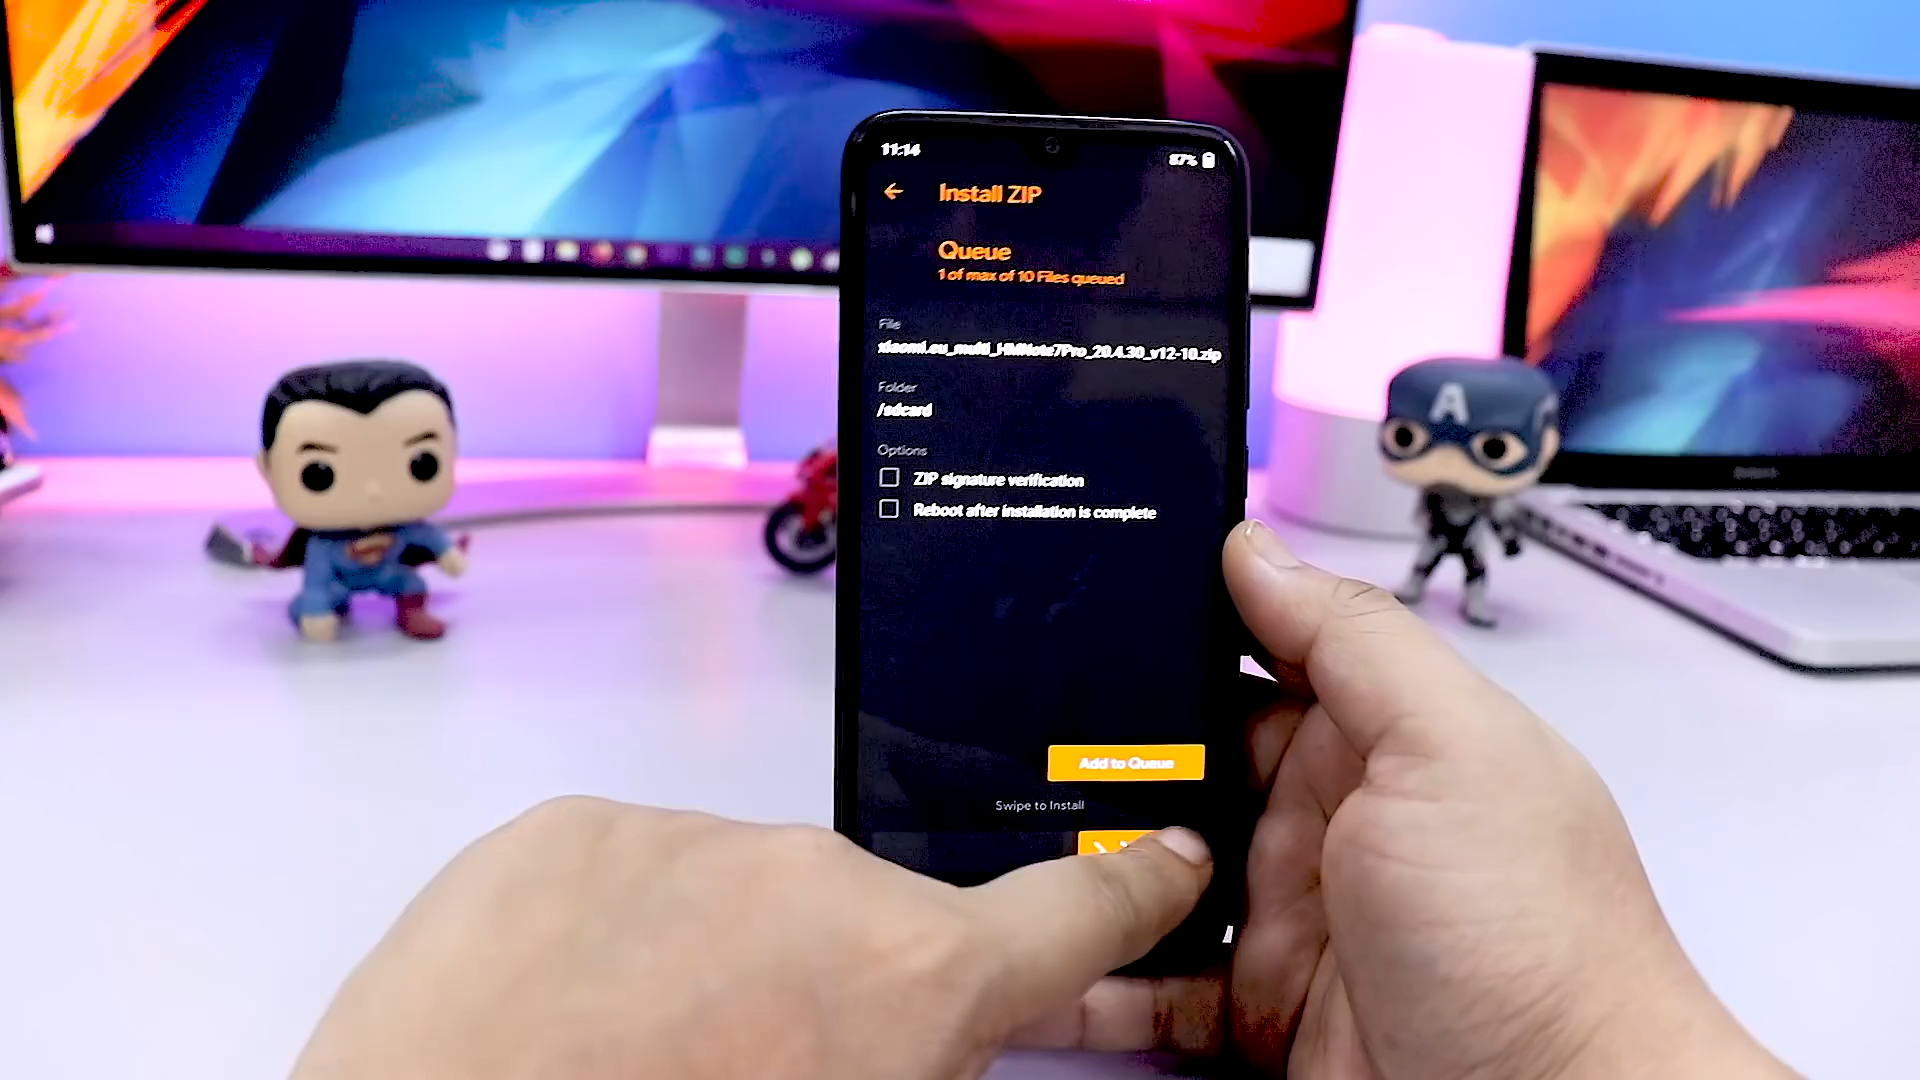 11:14
87%
Install ZIP
Queue
1 of max of 10 Files queued
File
xiaomi.eu_multi_HMNote7Pro_20.4.30_v12-10.zip
Folder
/sdcard
Options
ZIP signature verification
Reboot after installation is complete
Add to Queue
Swipe to Install
A